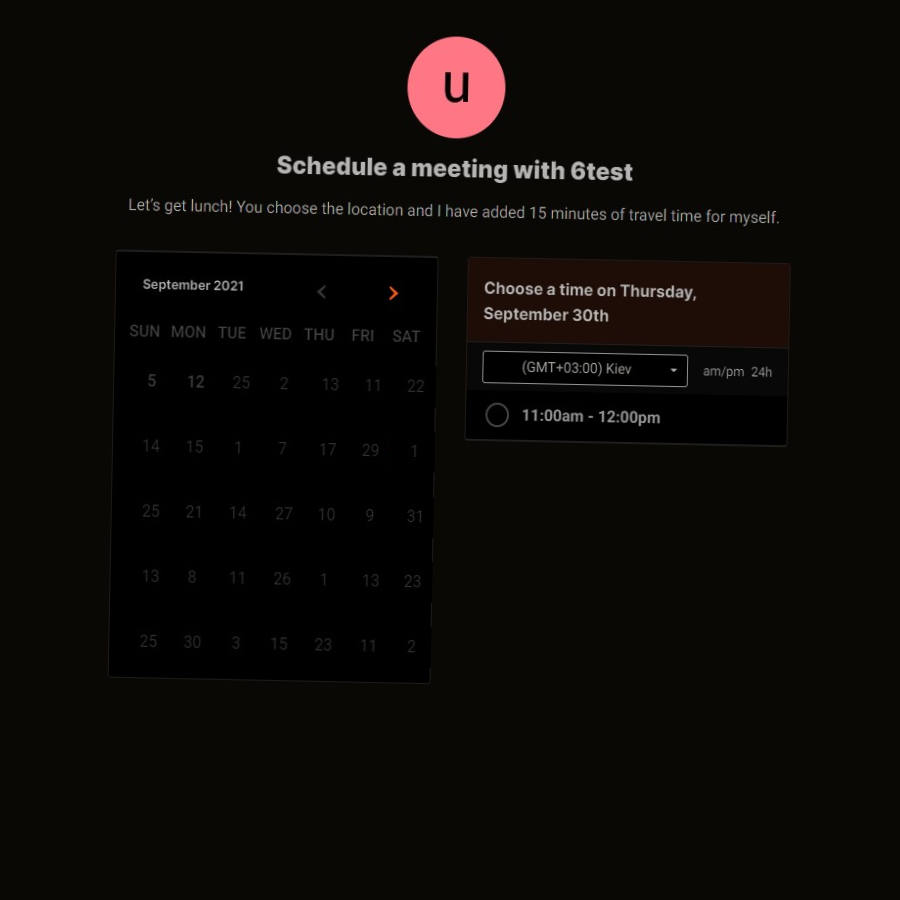 u
Schedule a meeting with 6test
Let's get lunch! You choose the location and I have added 15 minutes of travel time for myself.
September 2021
SUN MON TUE WED THU FRI SAT
5 12 25 2 13 11 22
14 15 1 7 17 29 1
25 21 14 27 10 9 31
13 8 11 26 1 13 23
25 30 3 15 23 11 2
Choose a time on Thursday,
September 30th
(GMT+03:00) Kiev am/pm 24h
11:00am - 12:00pm